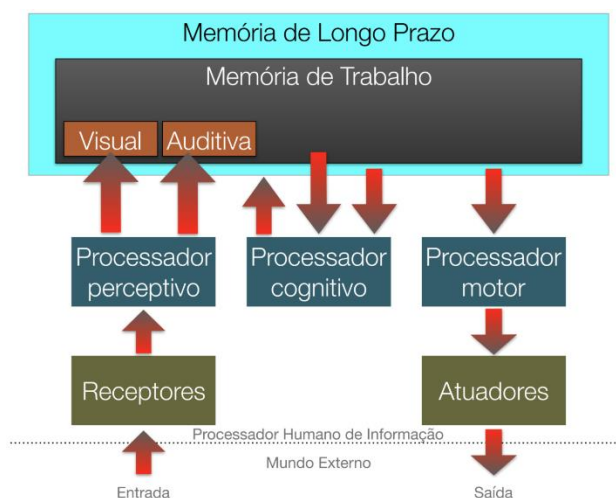 Memória de Longo Prazo
Memória de Trabalho
Visual Auditiva
Processador
perceptivo
Processador
cognitivo
Processador
motor
Receptores
Atuadores
Processador Humano de Informação
Mundo Externo
Entrada
Saída